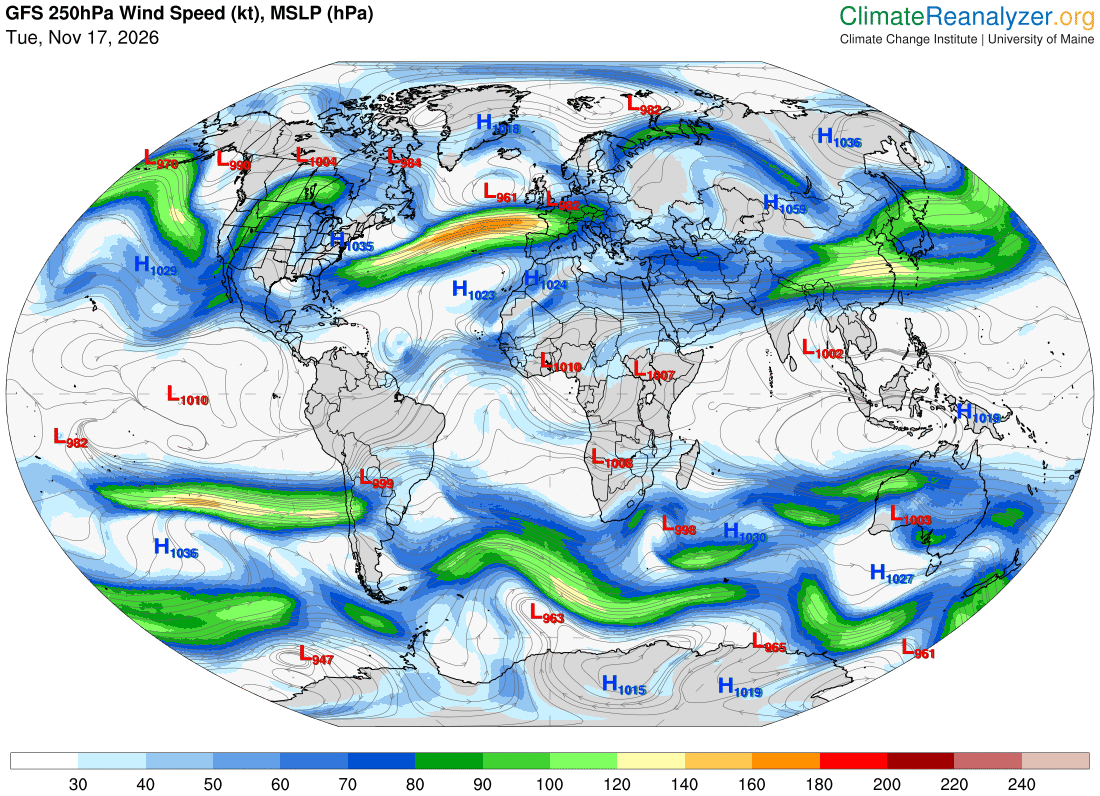 GFS 250hPa Wind Speed (kt), MSLP (hPa)
Tue, Nov 17, 2026
ClimateReanalyzer.org
Climate Change Institute | University of Maine
L982
H1018
H1036
L970
L990
L1004
L984
L961
L982
H1059
H1035
H1029
H1024
H1023
L1002
L1010
L1007
L1010
H1019
L982
L1008
L999
L1003
L998
H1030
H1036
H1027
L963
L965
L961
L947
H1015
H1019
30 40 50 60 70 80 90 100 120 140 160 180 200 220 240